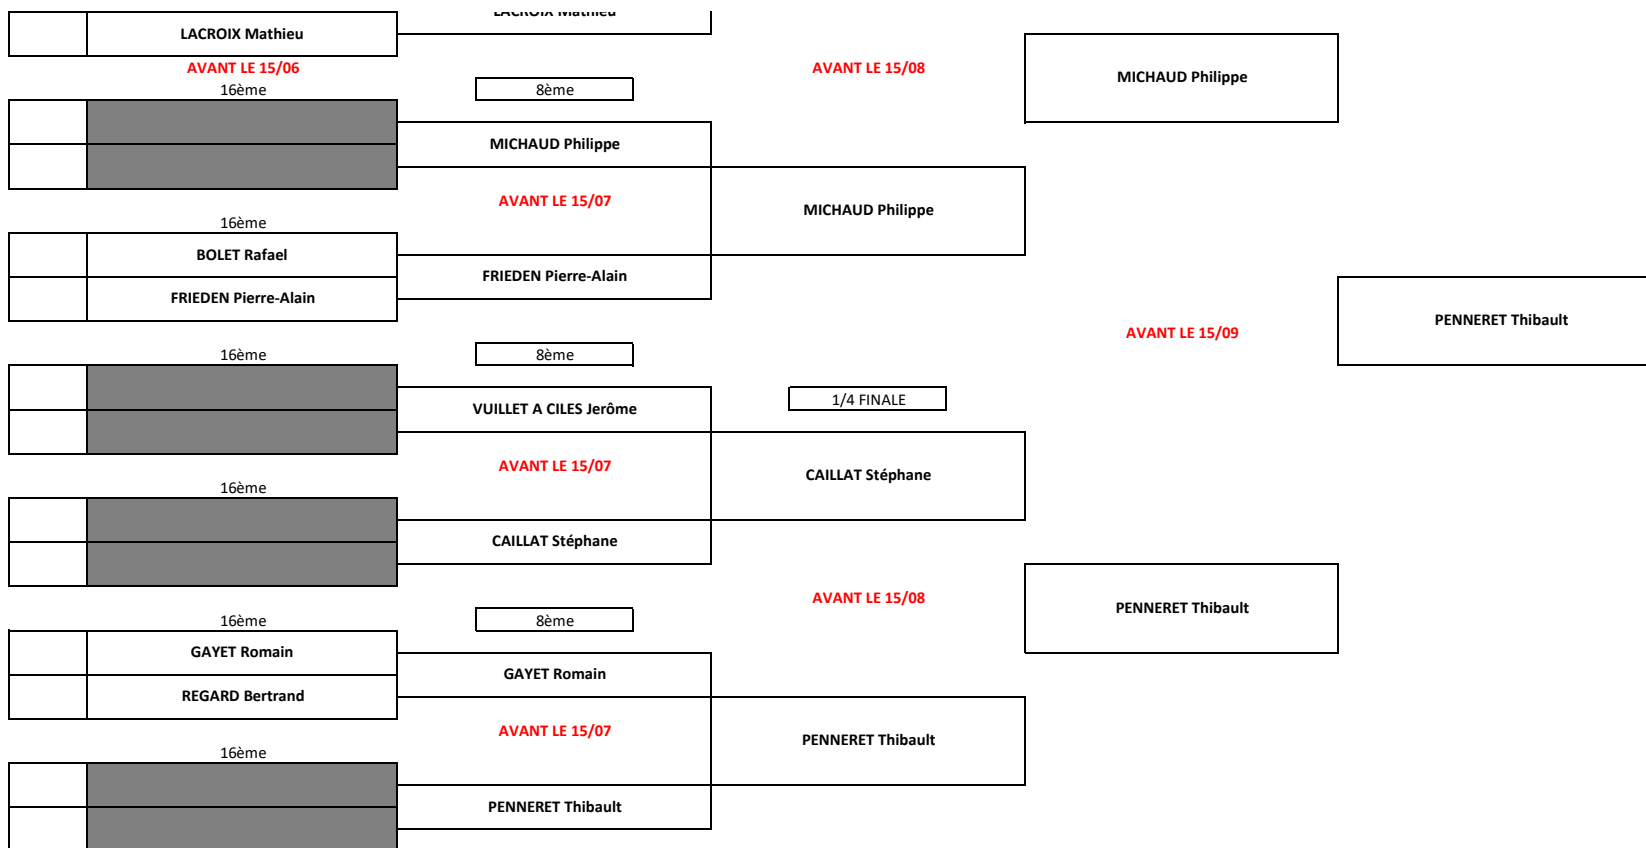 LACROIX Mathieu
LACROIX Mathieu
AVANT LE 15/06
AVANT LE 15/08
MICHAUD Philippe
16ème
8ème
MICHAUD Philippe
AVANT LE 15/07
MICHAUD Philippe
16ème
BOLET Rafael
FRIEDEN Pierre-Alain
FRIEDEN Pierre-Alain
PENNERET Thibault
AVANT LE 15/09
16ème
8ème
VUILLET A CILES Jerôme
1/4 FINALE
AVANT LE 15/07
CAILLAT Stéphane
16ème
CAILLAT Stéphane
AVANT LE 15/08
PENNERET Thibault
16ème
8ème
GAYET Romain
GAYET Romain
REGARD Bertrand
AVANT LE 15/07
PENNERET Thibault
16ème
PENNERET Thibault